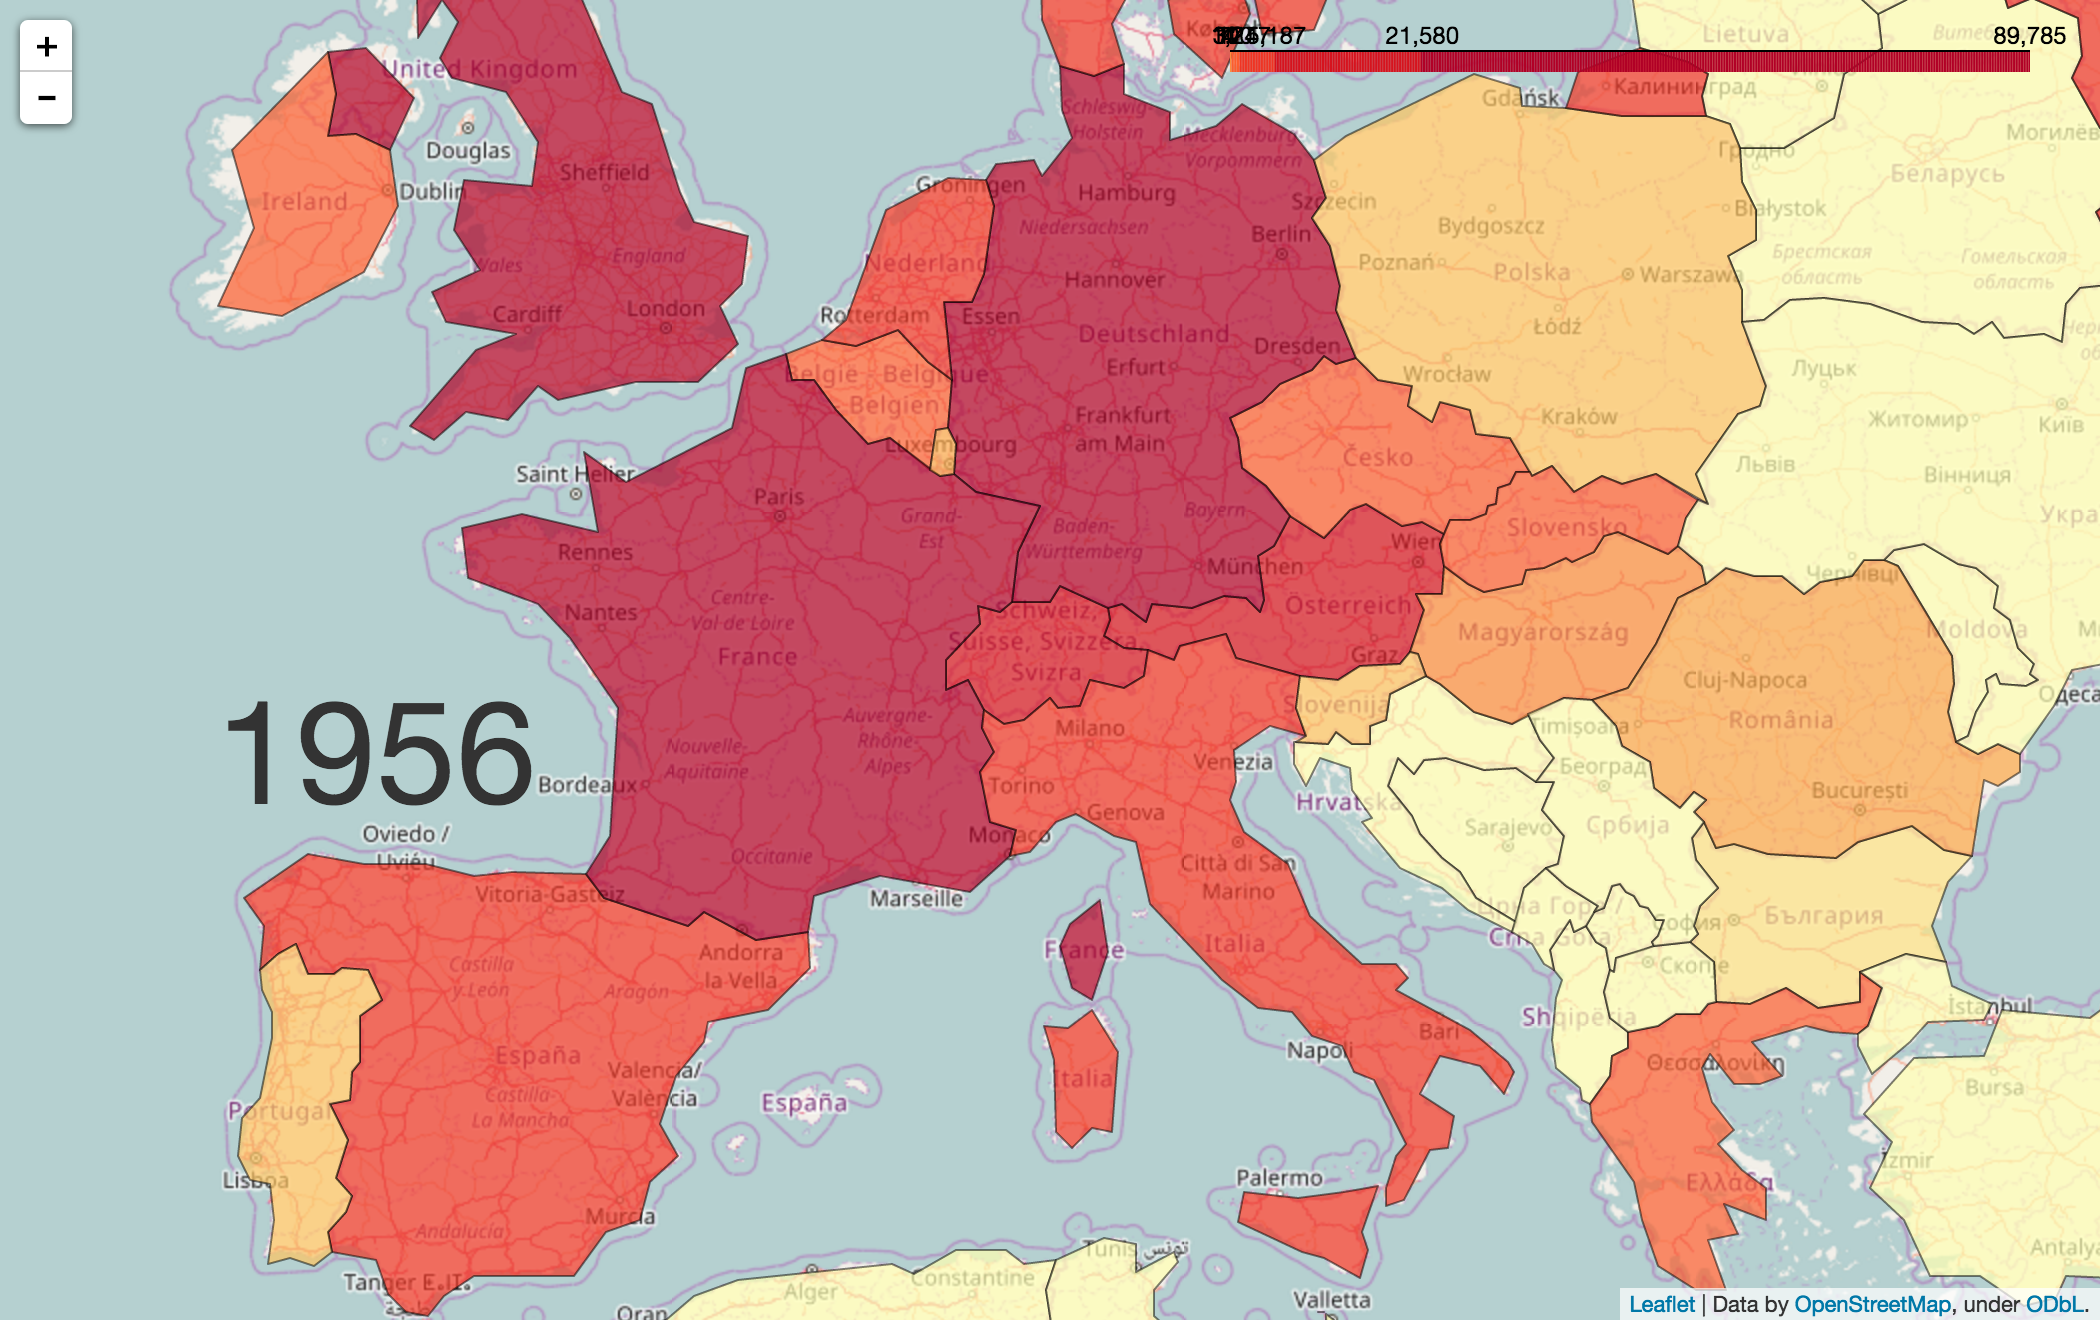 +
−
United Kingdom
København
21,580
89,785
Lietuva
Калининград
Gdańsk
Гродно
Могилёв
Беларусь
Schleswig-
Holstein
Mecklenburg-
Vorpommern
Douglas
Sheffield
Dublin
Ireland
Groningen
Hamburg
Szczecin
Białystok
Niedersachsen
Berlin
Bydgoszcz
Wales
England
Nederland
Hannover
Poznań
Polska
Warszawa
Брестская
область
Гомельская
область
Cardiff
London
Rotterdam
Essen
Deutschland
Łódź
Dresden
Erfurt
Wrocław
Луцьк
België - Belgique
Belgien
Frankfurt
am Main
Kraków
Житомир
Київ
Luxembourg
Česko
Львів
Вінниця
Saint Helier
Paris
Grand-
Est
Bayern
Baden-
Württemberg
Slovensko
Укра
Rennes
Wien
München
Чернівці
Nantes
Centre-
Val de Loire
Schweiz,
Suisse, Svizzera,
Svizra
Österreich
Magyarország
Moldova
France
Graz
Cluj-Napoca
Одеса
1956
Slovenija
România
Auvergne-
Rhône-
Alpes
Milano
Timișoara
Nouvelle-
Aquitaine
Venezia
Београд
Bordeaux
Torino
București
Hrvatska
Genova
Sarajevo
Србија
Oviedo /
Uviéu
Monaco
Occitanie
Città di San
Marino
Vitoria-Gasteiz
Marseille
Црна Гора /
Crna Gora
София
България
Andorra
la Vella
France
Italia
Скопје
Castilla
y León
Aragón
İstanbul
Shqipëria
Bari
Napoli
España
Θεσσαλονίκη
Valencia/
València
Italia
Bursa
Castilla-
La Mancha
España
Portugal
Lisboa
Palermo
Ελλάδα
İzmir
Murcia
Andalucía
Tunis تونس
Antalya
Tanger
طنجة
Alger
Constantine
Oran
Valletta
Leaflet | Data by OpenStreetMap, under ODbL.